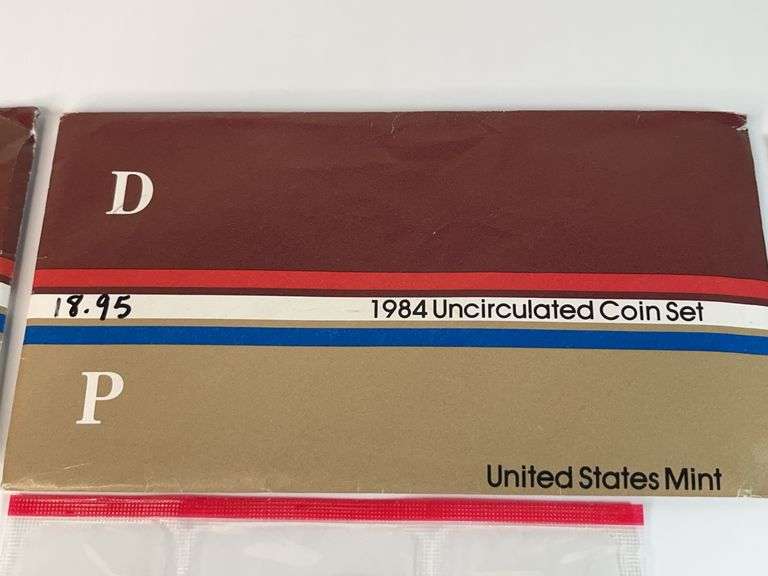 D
18.95 1984 Uncirculated Coin Set
P
United States Mint